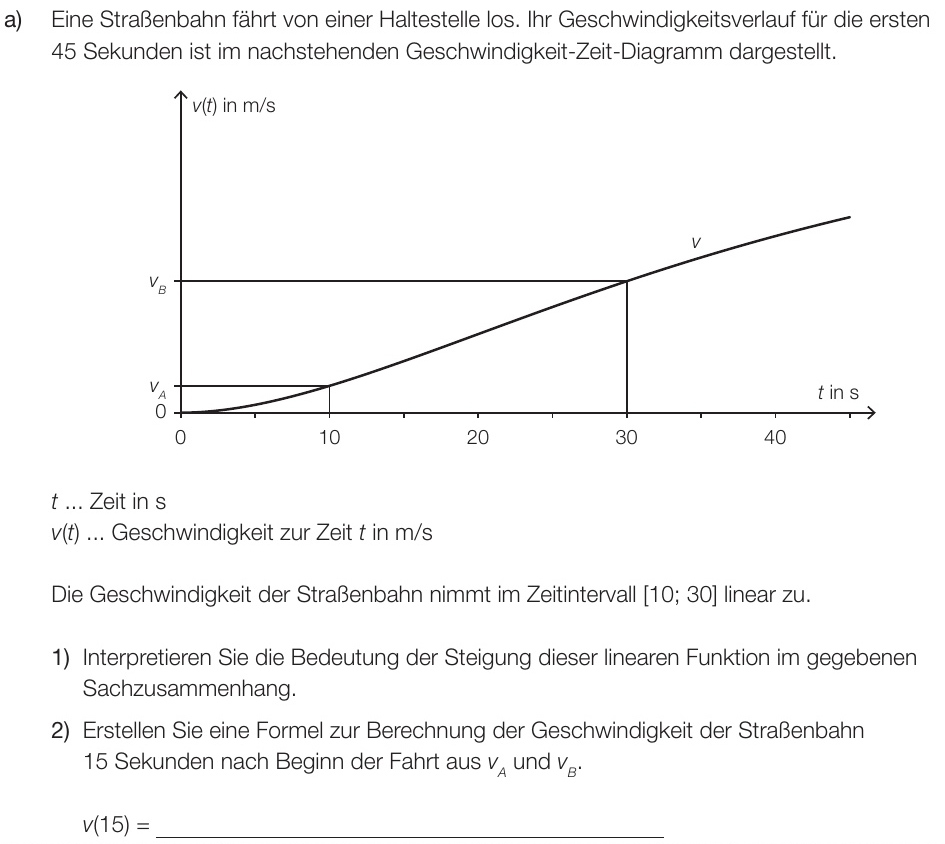 a) Eine Straßenbahn fährt von einer Haltestelle los. Ihr Geschwindigkeitsverlauf für die ersten
45 Sekunden ist im nachstehenden Geschwindigkeit-Zeit-Diagramm dargestellt.
v(t) in m/s
v
v_B
v_A
t in s
0
0 10 20 30 40
t ... Zeit in s
v(t) ... Geschwindigkeit zur Zeit t in m/s
Die Geschwindigkeit der Straßenbahn nimmt im Zeitintervall [10; 30] linear zu.
1) Interpretieren Sie die Bedeutung der Steigung dieser linearen Funktion im gegebenen
Sachzusammenhang.
2) Erstellen Sie eine Formel zur Berechnung der Geschwindigkeit der Straßenbahn
15 Sekunden nach Beginn der Fahrt aus v_A und v_B.
v(15) =